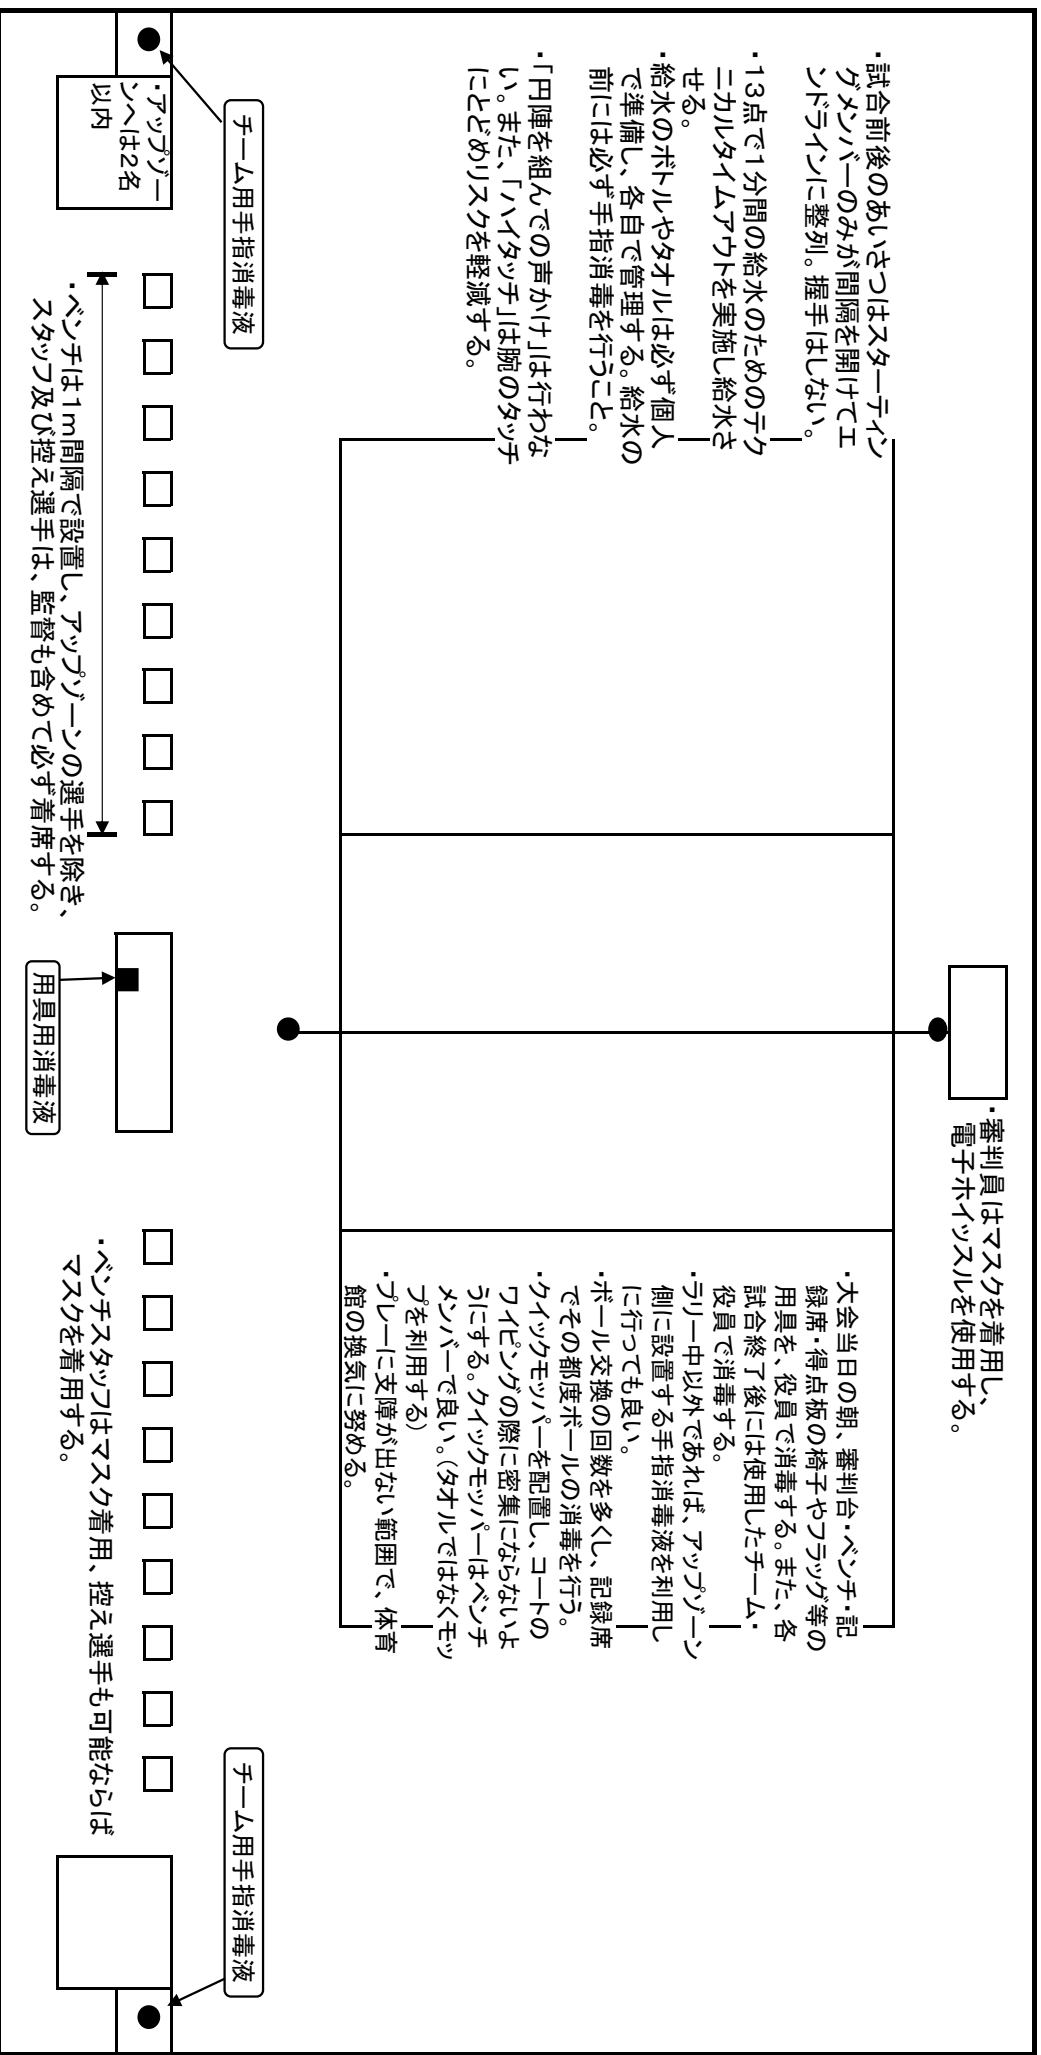 ・審判員はマスクを着用し、
電子ホイッスルを使用する。
・試合前後のあいさつはスターティン
グメンバーのみが間隔を開けてエ
ンドラインに整列。握手はしない。
・13点で1分間の給水のためのテク
ニカルタイムアウトを実施し給水さ
せる。
・給水のボトルやタオルは必ず個人
で準備し、各自で管理する。給水の
前には必ず手指消毒を行うこと。
・「円陣を組んでの声かけ」は行わな
い。また、「ハイタッチ」は腕のタッチ
にとどめリスクを軽減する。
・大会当日の朝、審判台・ベンチ・記
録席・得点板の椅子やフラッグ等の
用具を、役員で消毒する。また、各
試合終了後には使用したチーム・
役員で消毒する。
・ラリー中以外であれば、アップゾーン
側に設置する手指消毒液を利用し
に行っても良い。
・ボール交換の回数を多くし、記録席
でその都度ボールの消毒を行う。
・クイックモッパーを配置し、コートの
ワイピングの際に密集にならないよ
うにする。クイックモッパーはベンチ
メンバーで良い。(タオルではなくモッ
プを利用する)
・プレーに支障が出ない範囲で、体育
館の換気に努める。
チーム用手指消毒液
チーム用手指消毒液
・アップゾー
ンへは2名
以内
・ベンチは1m間隔で設置し、アップゾーンの選手を除き、
スタッフ及び控え選手は、監督も含めて必ず着席する。
用具用消毒液
・ベンチスタッフはマスク着用、控え選手も可能ならば
マスクを着用する。